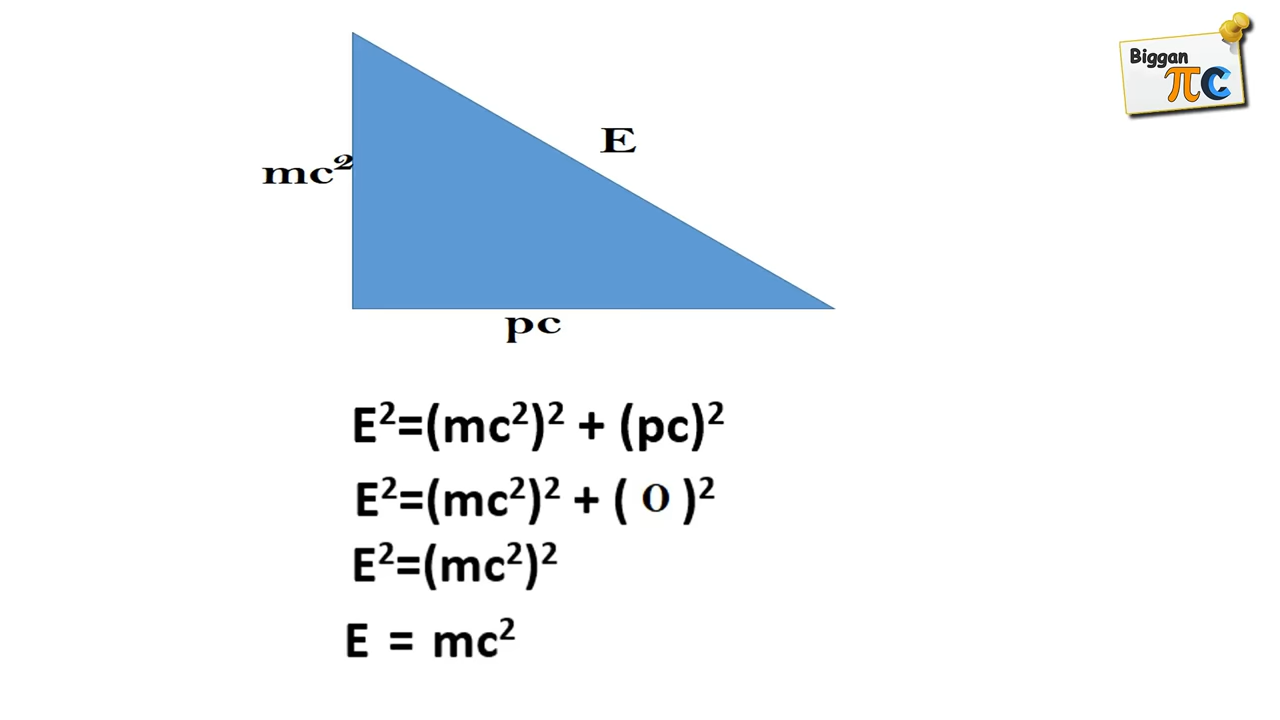 Biggan
πC
E
mc²
pc
E²=(mc²)² + (pc)²
E²=(mc²)² + ( 0 )²
E²=(mc²)²
E = mc²